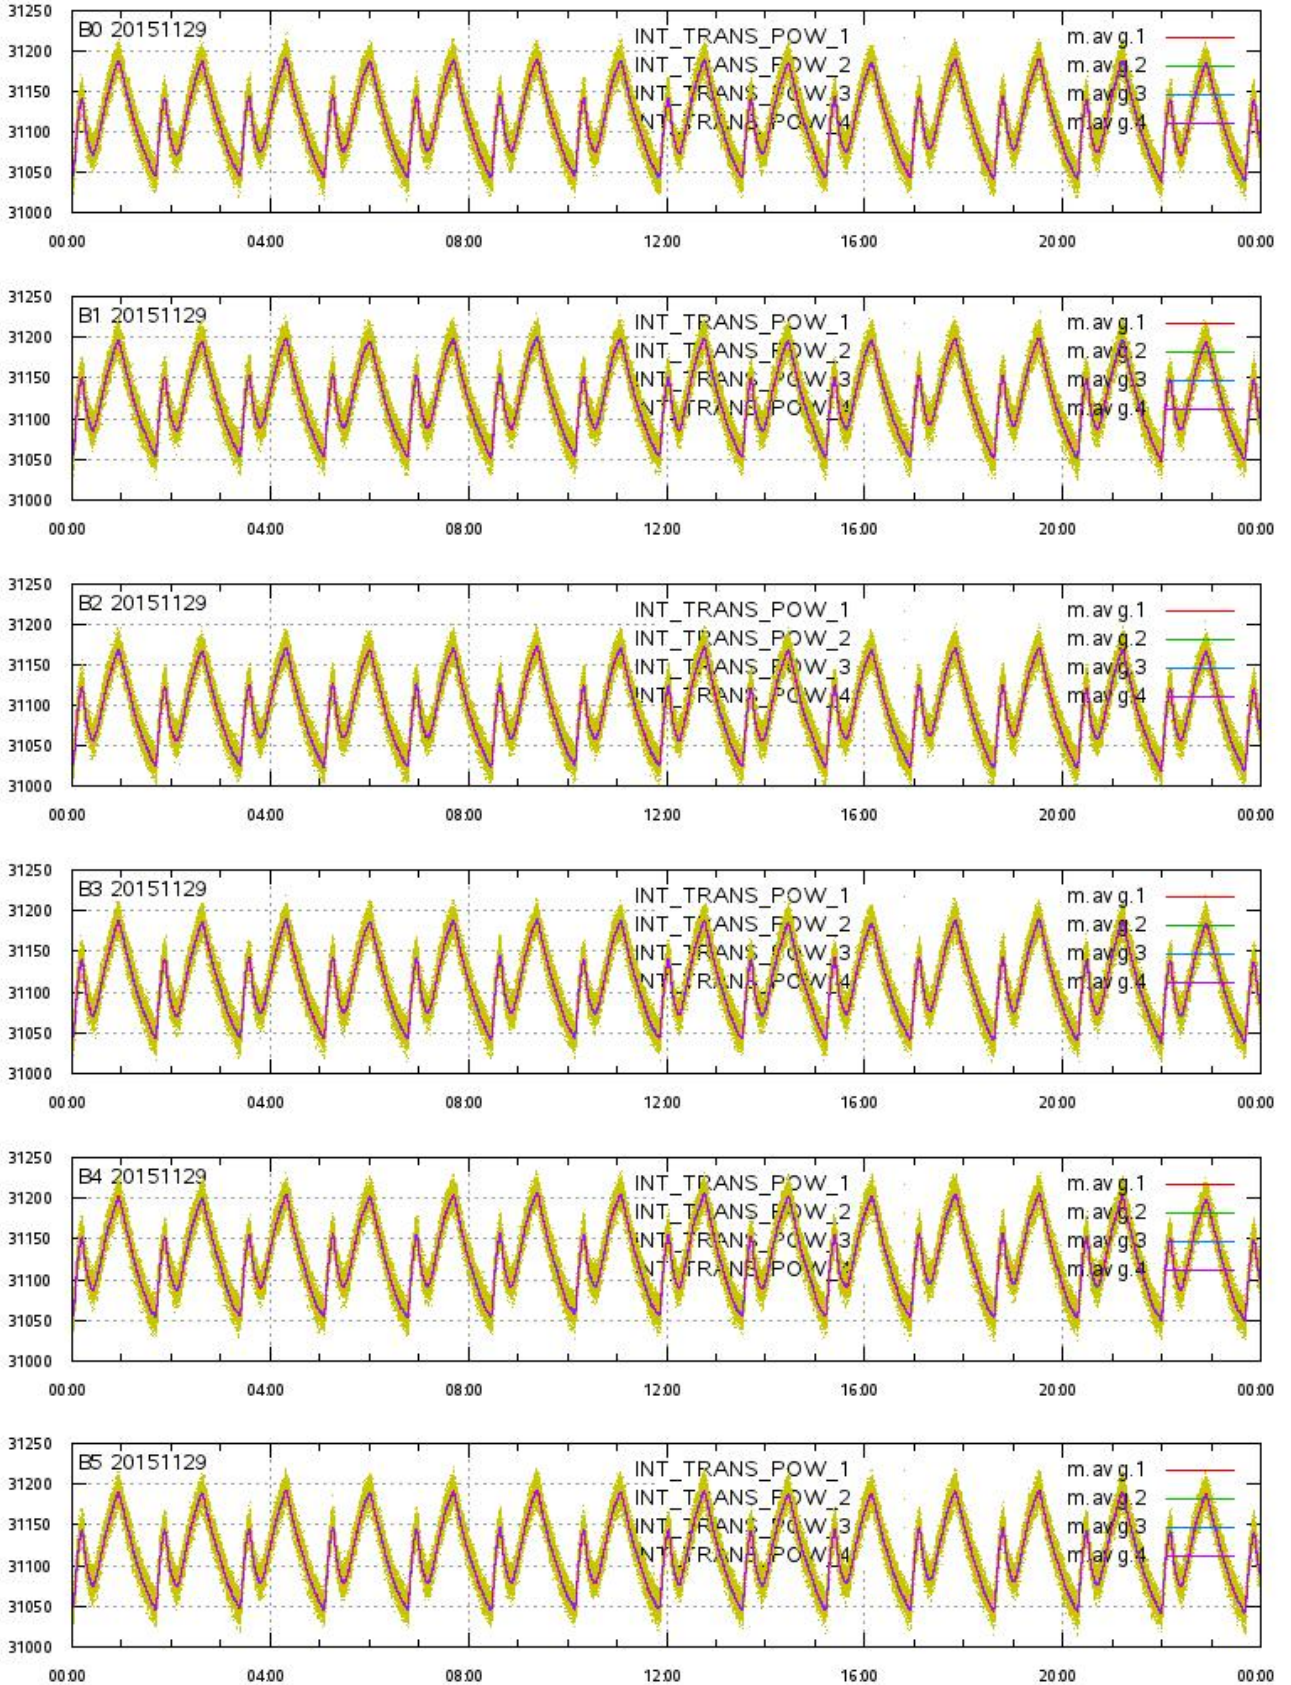 31250
B0 20151129 INT_TRANS_POW_1 m.avg.1
31200
INT_TRANS_POW_2 m.avg.2
31150
INT_TRANS_POW_3 m.avg.3
31100
INT_TRANS_POW_4 m.avg.4
31050
31000
00:00 04:00 08:00 12:00 16:00 20:00 00:00
31250
B1 20151129 INT_TRANS_POW_1 m.avg.1
31200
INT_TRANS_POW_2 m.avg.2
31150
INT_TRANS_POW_3 m.avg.3
31100
INT_TRANS_POW_4 m.avg.4
31050
31000
00:00 04:00 08:00 12:00 16:00 20:00 00:00
31250
B2 20151129 INT_TRANS_POW_1 m.avg.1
31200
INT_TRANS_POW_2 m.avg.2
31150
INT_TRANS_POW_3 m.avg.3
31100
INT_TRANS_POW_4 m.avg.4
31050
31000
00:00 04:00 08:00 12:00 16:00 20:00 00:00
31250
B3 20151129 INT_TRANS_POW_1 m.avg.1
31200
INT_TRANS_POW_2 m.avg.2
31150
INT_TRANS_POW_3 m.avg.3
31100
INT_TRANS_POW_4 m.avg.4
31050
31000
00:00 04:00 08:00 12:00 16:00 20:00 00:00
31250
B4 20151129 INT_TRANS_POW_1 m.avg.1
31200
INT_TRANS_POW_2 m.avg.2
31150
INT_TRANS_POW_3 m.avg.3
31100
INT_TRANS_POW_4 m.avg.4
31050
31000
00:00 04:00 08:00 12:00 16:00 20:00 00:00
31250
B5 20151129 INT_TRANS_POW_1 m.avg.1
31200
INT_TRANS_POW_2 m.avg.2
31150
INT_TRANS_POW_3 m.avg.3
31100
INT_TRANS_POW_4 m.avg.4
31050
31000
00:00 04:00 08:00 12:00 16:00 20:00 00:00